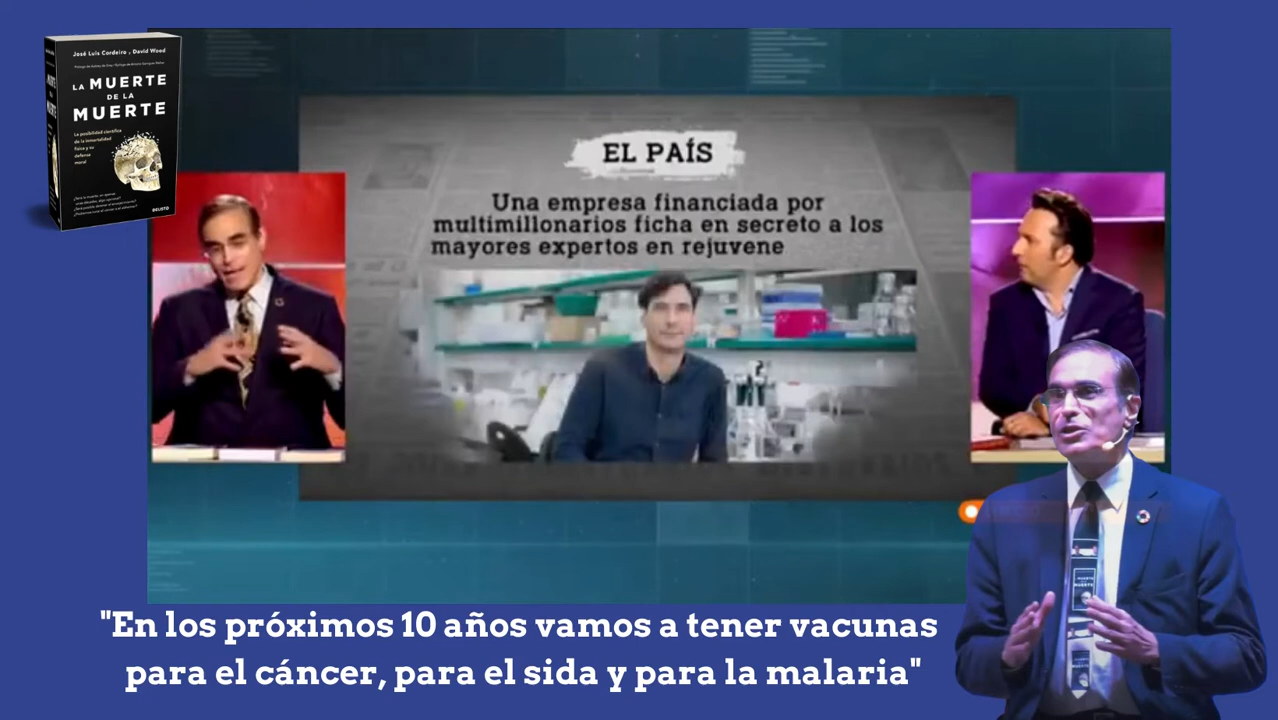 José Luis Cordeiro, David Wood
LA MUERTE
DE LA
MUERTE
La posibilidad científica
de la inmortalidad
física y su
defensa
moral
DEUSTO
EL PAÍS
Una empresa financiada por
multimillonarios ficha en secreto a los
mayores expertos en rejuvene
"En los próximos 10 años vamos a tener vacunas
para el cáncer, para el sida y para la malaria"
MUERTE